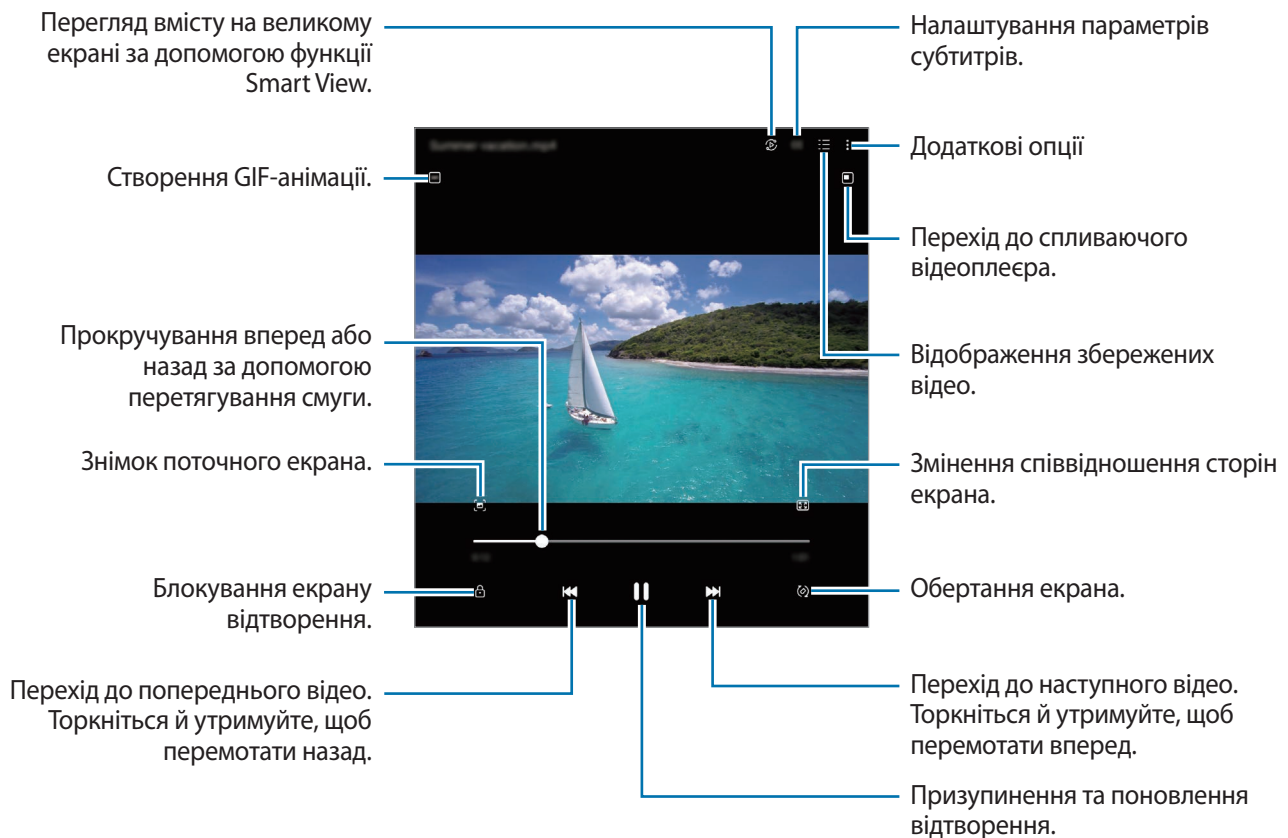 Перегляд вмісту на великому
екрані за допомогою функції
Smart View.
Налаштування параметрів
субтитрів.
Summer vacation.mp4
Додаткові опції
Створення GIF-анімації.
Перехід до спливаючого
відеоплеєра.
Прокручування вперед або
назад за допомогою
перетягування смуги.
Відображення збережених
відео.
Знімок поточного екрана.
Змінення співвідношення сторін
екрана.
Блокування екрану
відтворення.
Обертання екрана.
Перехід до попереднього відео.
Торкніться й утримуйте, щоб
перемотати назад.
Перехід до наступного відео.
Торкніться й утримуйте, щоб
перемотати вперед.
Призупинення та поновлення
відтворення.